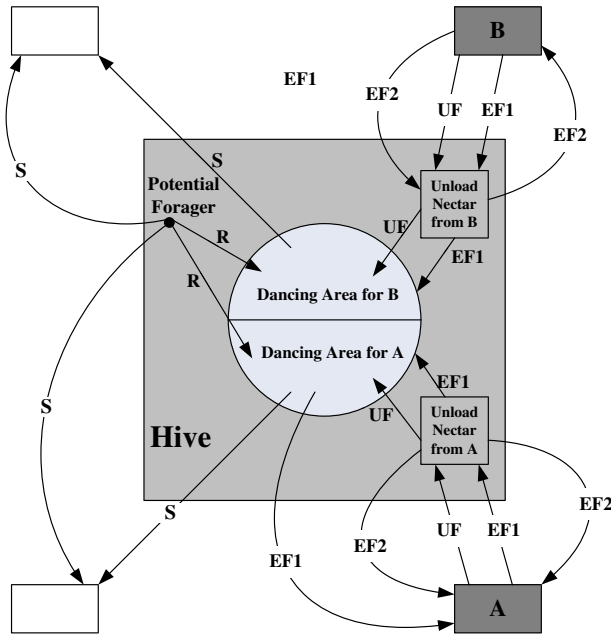 B
EF1
EF2
UF
EF1
EF2
S
S
Potential
Forager
Unload
Nectar
from B
R
UF
R
EF1
Dancing Area for B
Dancing Area for A
EF1
S
UF
Unload
Nectar
from A
Hive
S
EF2
UF
EF1
EF2
EF1
A